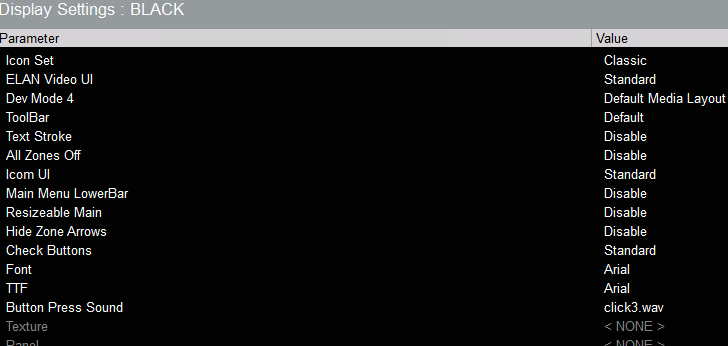 Display Settings : BLACK
Parameter Value
Icon Set Classic
ELAN Video UI Standard
Dev Mode 4 Default Media Layout
ToolBar Default
Text Stroke Disable
All Zones Off Disable
Icom UI Standard
Main Menu LowerBar Disable
Resizeable Main Disable
Hide Zone Arrows Disable
Check Buttons Standard
Font Arial
TTF Arial
Button Press Sound click3.wav
Texture < NONE >
Panel < NONE >